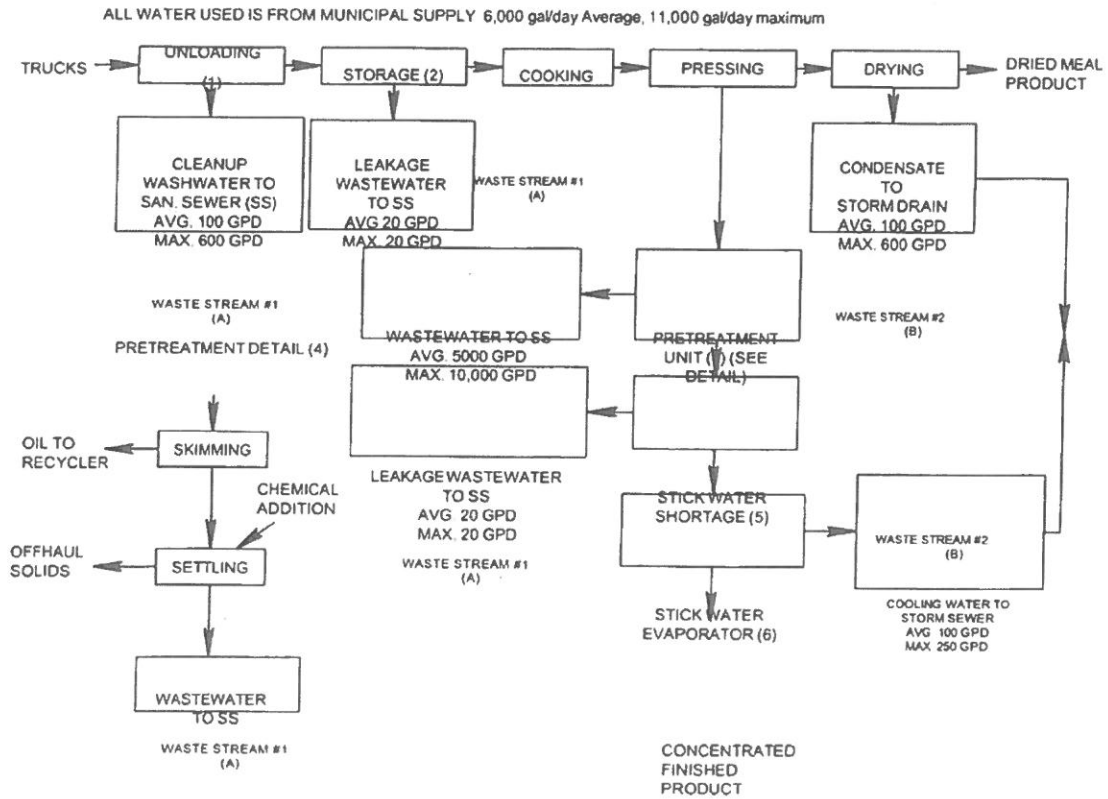 ALL WATER USED IS FROM MUNICIPAL SUPPLY 6,000 gal/day Average, 11,000 gal/day maximum
TRUCKS
UNLOADING
(1)
STORAGE (2)
COOKING
PRESSING
DRYING
DRIED MEAL
PRODUCT
CLEANUP
WASHWATER TO
SAN. SEWER (SS)
AVG. 100 GPD
MAX. 600 GPD
LEAKAGE
WASTEWATER
TO SS
AVG 20 GPD
MAX. 20 GPD
WASTE STREAM #1
(A)
CONDENSATE
TO
STORM DRAIN
AVG. 100 GPD
MAX. 600 GPD
WASTE STREAM #1
(A)
WASTE STREAM #2
(B)
PRETREATMENT DETAIL (4)
WASTEWATER TO SS
AVG. 5000 GPD
MAX. 10,000 GPD
PRETREATMENT
UNIT ( ) (SEE
DETAIL)
OIL TO
RECYCLER
SKIMMING
CHEMICAL
ADDITION
OFFHAUL
SOLIDS
SETTLING
LEAKAGE WASTEWATER
TO SS
AVG. 20 GPD
MAX. 20 GPD
WASTE STREAM #1
(A)
STICK WATER
SHORTAGE (5)
WASTE STREAM #2
(B)
STICK WATER
EVAPORATOR (6)
COOLING WATER TO
STORM SEWER
AVG 100 GPD
MAX. 250 GPD
WASTEWATER
TO SS
WASTE STREAM #1
(A)
CONCENTRATED
FINISHED
PRODUCT